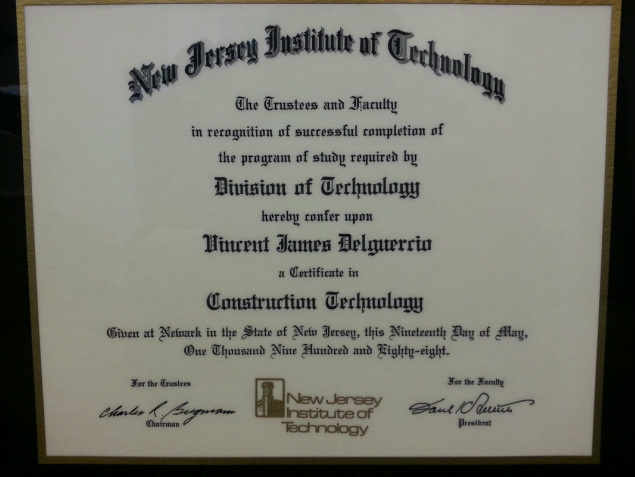 New Jersey Institute of Technology
The Trustees and Faculty
in recognition of successful completion of
the program of study required by
Division of Technology
hereby confer upon
Vincent James Delguercio
a Certificate in
Construction Technology
Given at Newark in the State of New Jersey, this Nineteenth Day of May,
One Thousand Nine Hundred and Eighty-eight.
For the Trustees
Charles R. Bergmann
Chairman
New Jersey
Institute of
Technology
For the Faculty
President